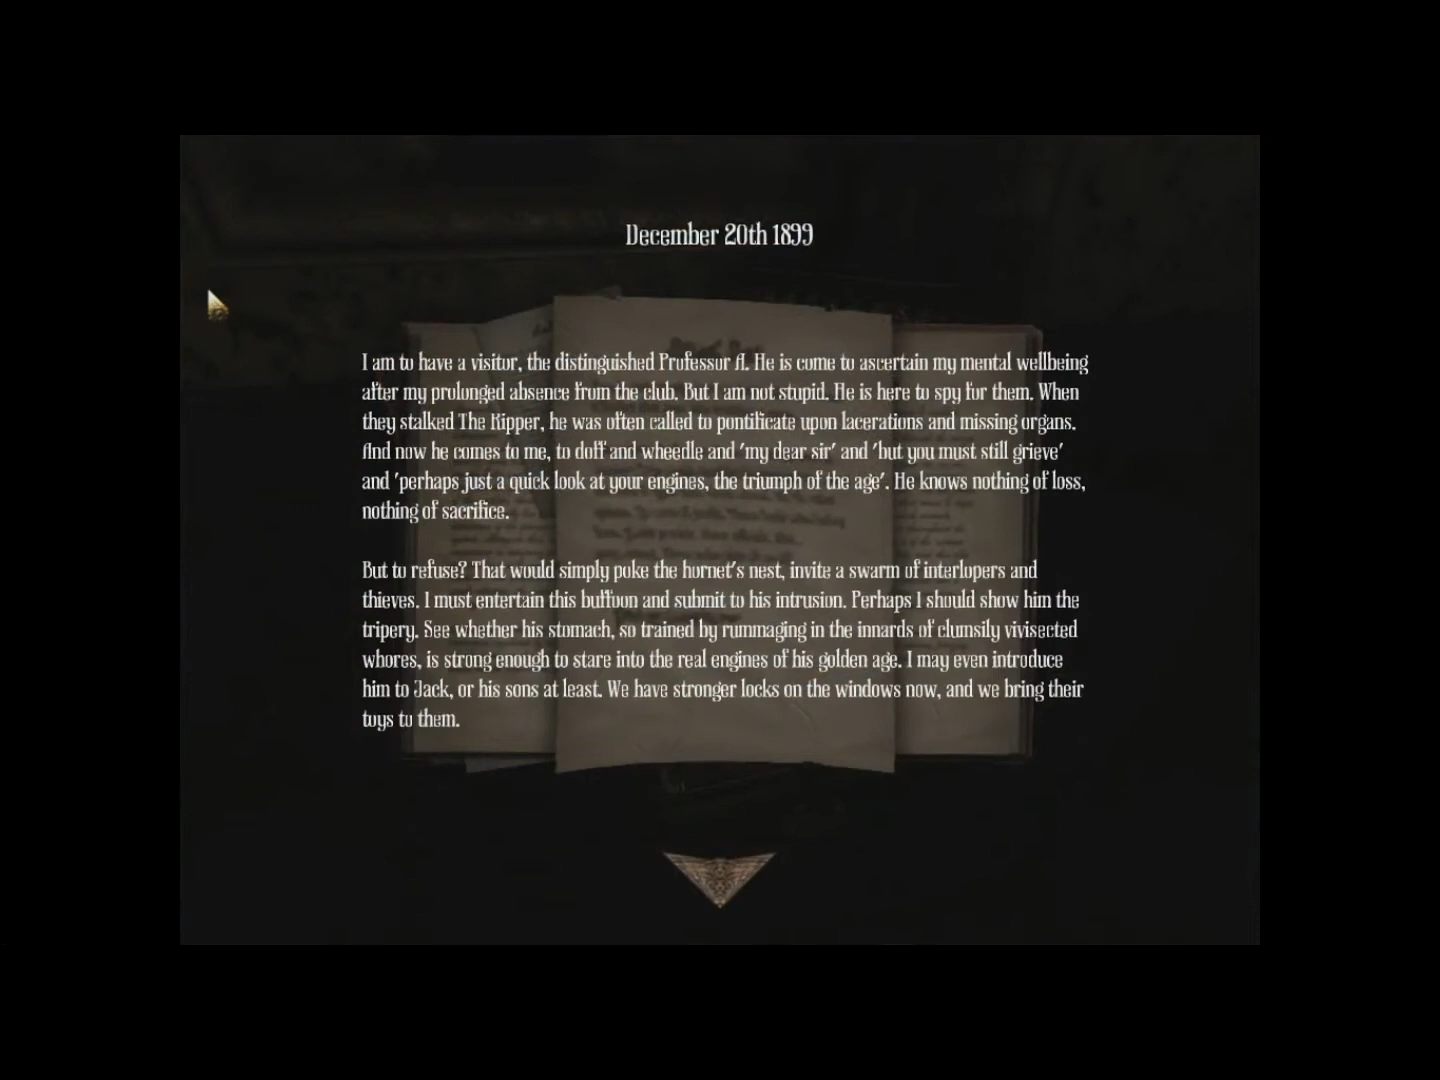 December 20th 1899
I am to have a visitor, the distinguished Professor A. He is come to ascertain my mental wellbeing
after my prolonged absence from the club. But I am not stupid. He is here to spy for them. When
they stalked The Ripper, he was often called to pontificate upon lacerations and missing organs.
And now he comes to me, to doff and wheedle and 'my dear sir' and 'but you must still grieve'
and 'perhaps just a quick look at your engines, the triumph of the age'. He knows nothing of loss,
nothing of sacrifice.
But to refuse? That would simply poke the hornet's nest, invite a swarm of interlopers and
thieves. I must entertain this buffoon and submit to his intrusion. Perhaps I should show him the
tripery. See whether his stomach, so trained by rummaging in the innards of clumsily vivisected
whores, is strong enough to stare into the real engines of his golden age. I may even introduce
him to Jack, or his sons at least. We have stronger locks on the windows now, and we bring their
toys to them.